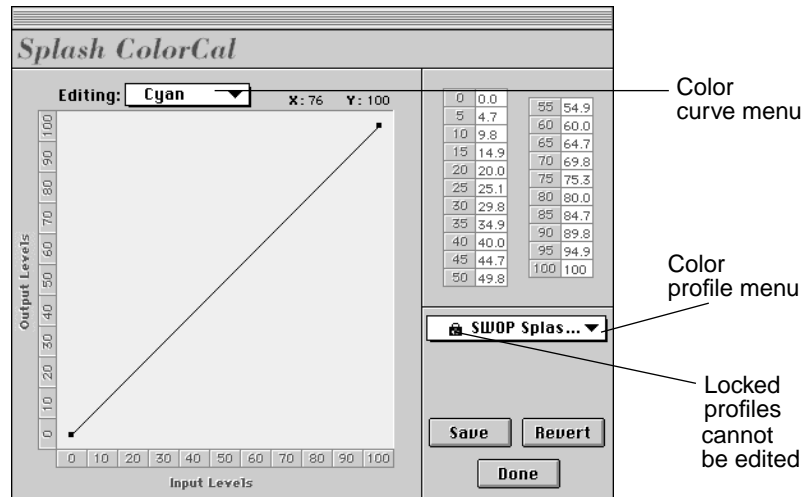 Splash ColorCal
Editing: Cyan
X: 76 Y: 100
Output Levels
100
90
80
70
60
50
40
30
20
10
0
0 10 20 30 40 50 60 70 80 90 100
Input Levels
0 0.0
5 4.7
10 9.8
15 14.9
20 20.0
25 25.1
30 29.8
35 34.9
40 40.0
45 44.7
50 49.8
55 54.9
60 60.0
65 64.7
70 69.8
75 75.3
80 80.0
85 84.7
90 89.8
95 94.9
100 100
SWOP Splas...
Save Revert
Done
Color
curve menu
Color
profile menu
Locked
profiles
cannot
be edited